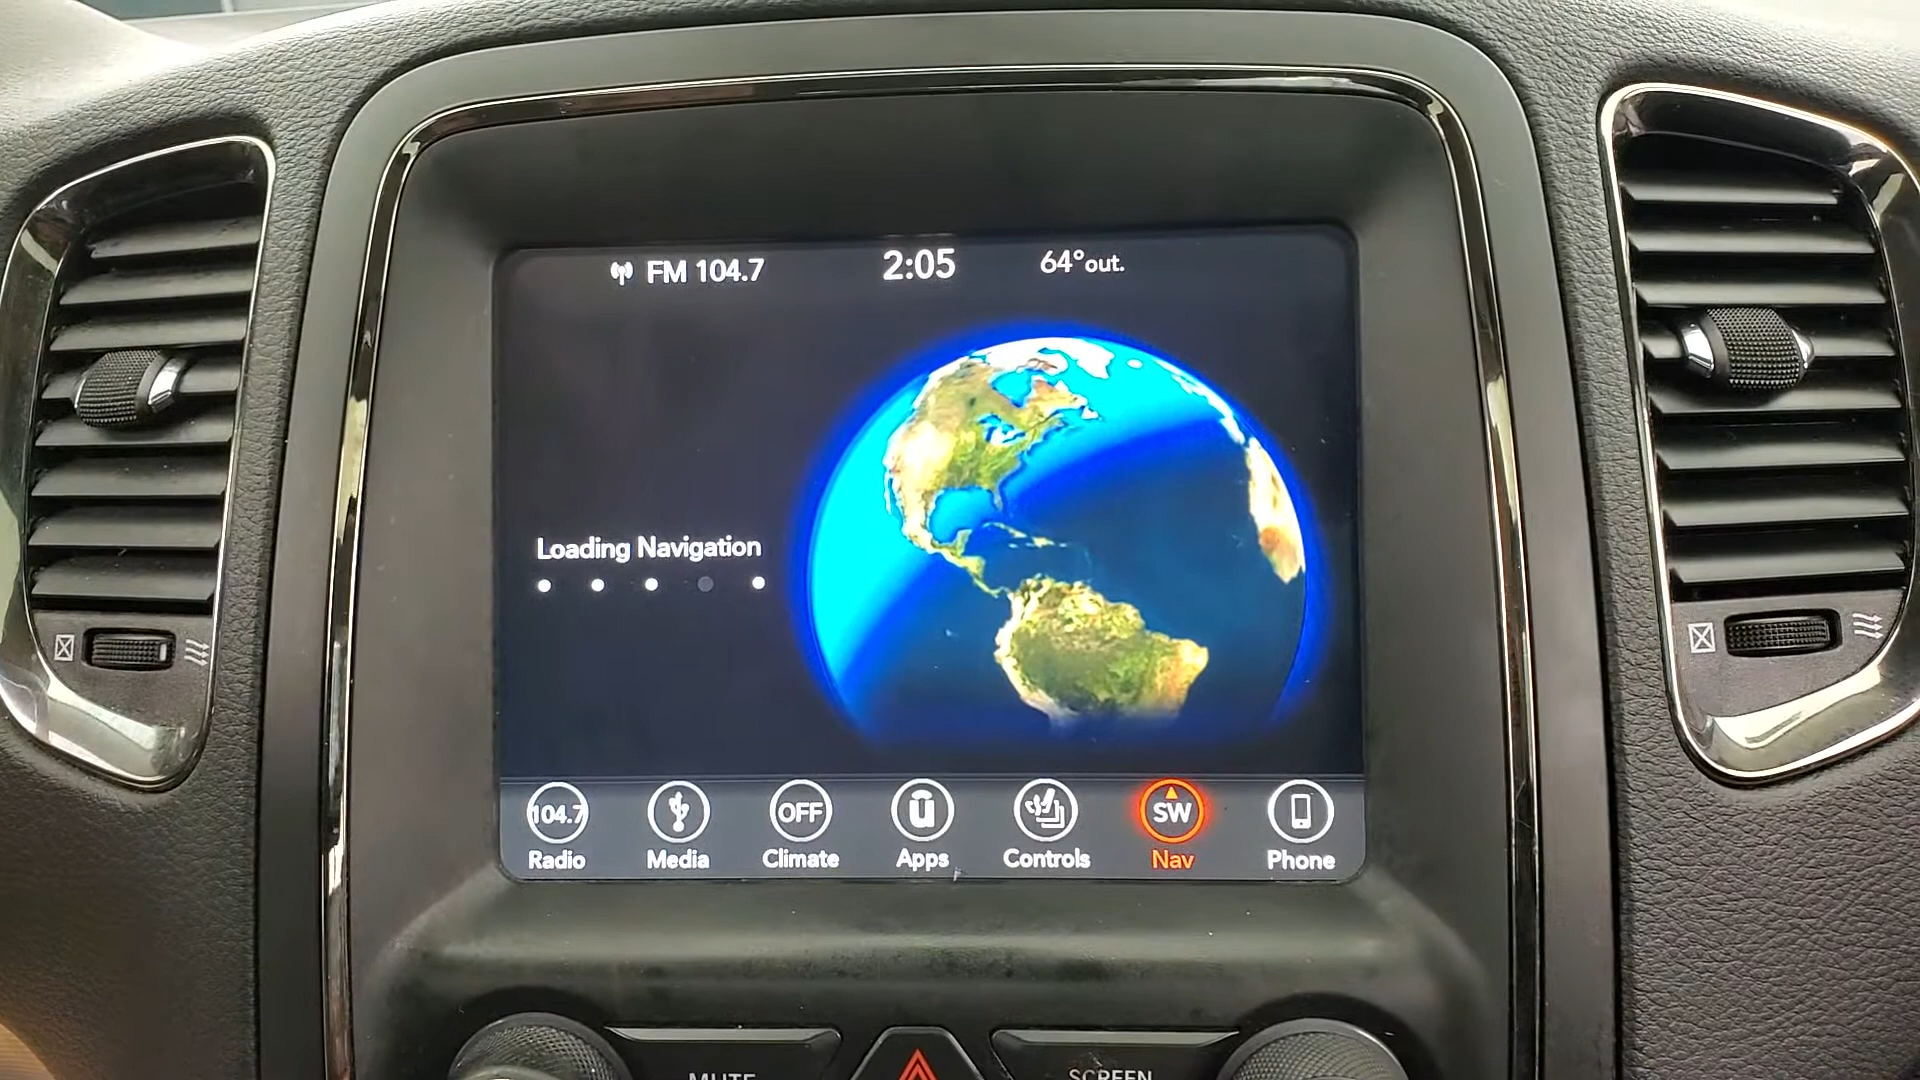 FM 104.7 2:05 64°out.
Loading Navigation
104.7 OFF SW
Radio Media Climate Apps Controls Nav Phone
MUTE SCREEN